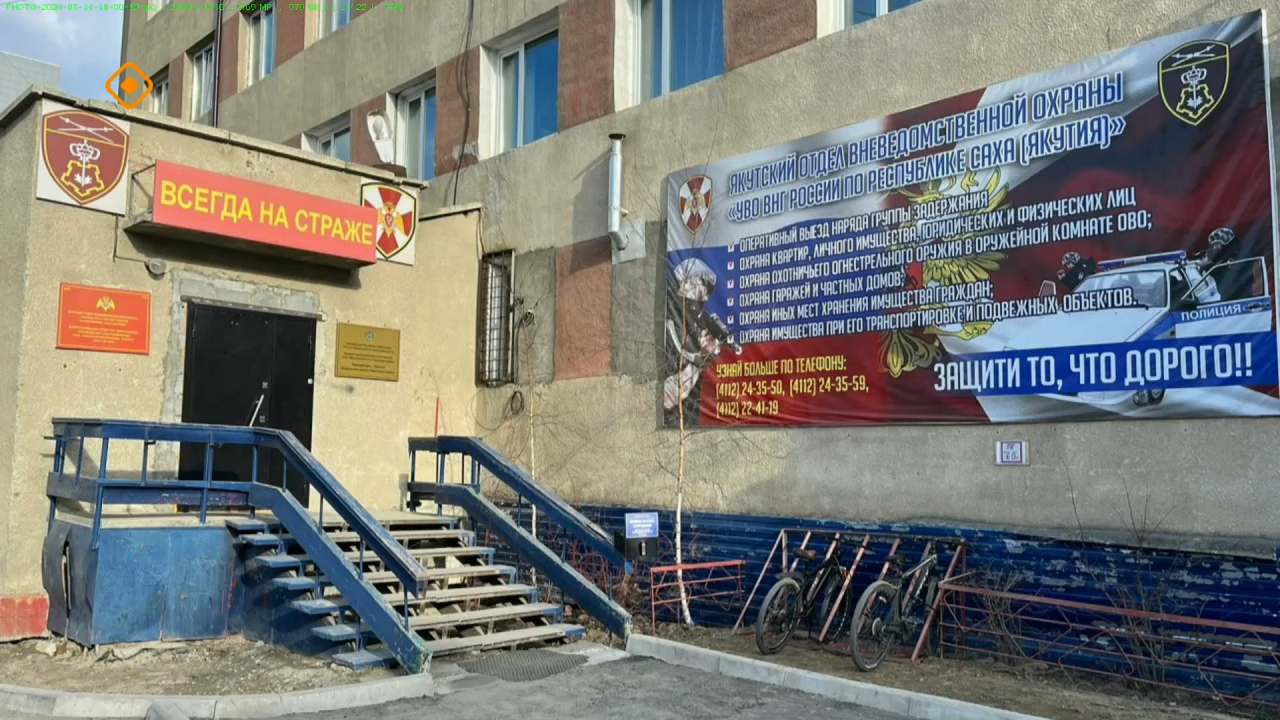 ВСЕГДА НА СТРАЖЕ
ЯКУТСКИЙ ОТДЕЛ ВНЕВЕДОМСТВЕННОЙ ОХРАНЫ
«УВО ВНГ РОССИИ ПО РЕСПУБЛИКЕ САХА (ЯКУТИЯ)»
ОПЕРАТИВНЫЙ ВЫЕЗД НАРЯДА ГРУППЫ ЗАДЕРЖАНИЯ
ОХРАНА КВАРТИР, ЛИЧНОГО ИМУЩЕСТВА, ЮРИДИЧЕСКИХ И ФИЗИЧЕСКИХ ЛИЦ
ОХРАНА ОХОТНИЧЬЕГО ОГНЕСТРЕЛЬНОГО ОРУЖИЯ В ОРУЖЕЙНОЙ КОМНАТЕ ОВО;
ОХРАНА ГАРАЖЕЙ И ЧАСТНЫХ ДОМОВ;
ОХРАНА ИНЫХ МЕСТ ХРАНЕНИЯ ИМУЩЕСТВА ГРАЖДАН;
ОХРАНА ИМУЩЕСТВА ПРИ ЕГО ТРАНСПОРТИРОВКЕ И ПОДВЕЖНЫХ ОБЪЕКТОВ.
ПОЛИЦИЯ
УЗНАЙ БОЛЬШЕ ПО ТЕЛЕФОНУ:
(4112) 24-35-50, (4112) 24-35-59,
(4112) 22-41-19
ЗАЩИТИ ТО, ЧТО ДОРОГО!!